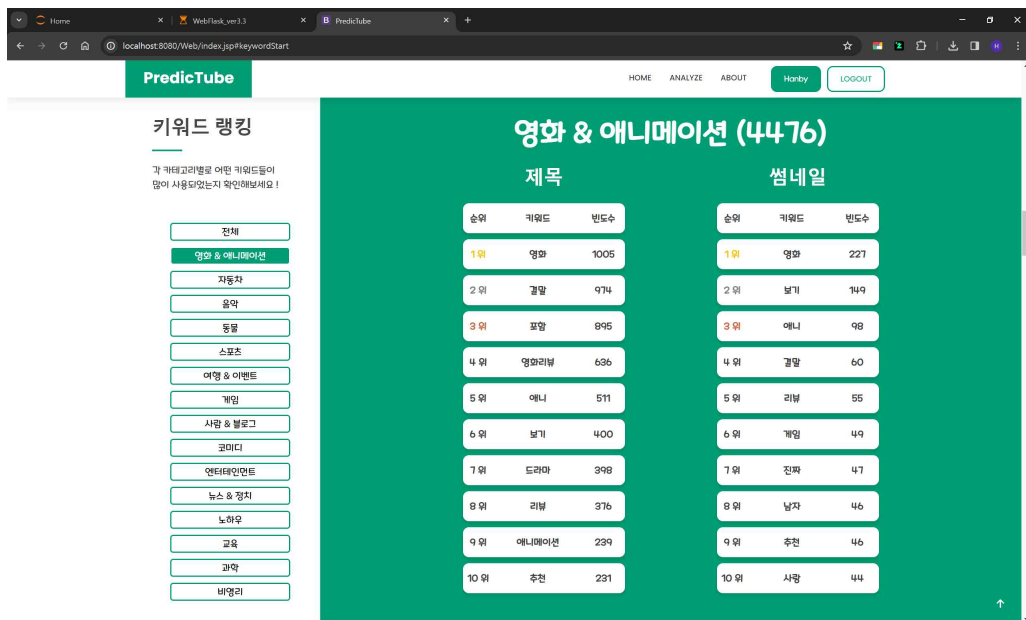 Home
WebFlask_ver3.3
PredicTube
localhost:8080/Web/index.jsp#keywordStart
PredicTube
HOME ANALYZE ABOUT Hanby LOGOUT
키워드 랭킹
각 카테고리별로 어떤 키워드들이
많이 사용되었는지 확인해보세요 !
전체
영화 & 애니메이션
자동차
음악
동물
스포츠
여행 & 이벤트
게임
사람 & 블로그
코미디
엔터테인먼트
뉴스 & 정치
노하우
교육
과학
비영리
영화 & 애니메이션 (4476)
제목
순위 키워드 빈도수
1 위 영화 1005
2 위 결말 974
3 위 포함 895
4 위 영화리뷰 636
5 위 애니 511
6 위 보기 400
7 위 드라마 398
8 위 리뷰 376
9 위 애니메이션 239
10 위 추천 231
썸네일
순위 키워드 빈도수
1 위 영화 227
2 위 보기 149
3 위 애니 98
4 위 결말 60
5 위 리뷰 55
6 위 게임 49
7 위 진짜 47
8 위 남자 46
9 위 추천 46
10 위 사랑 44